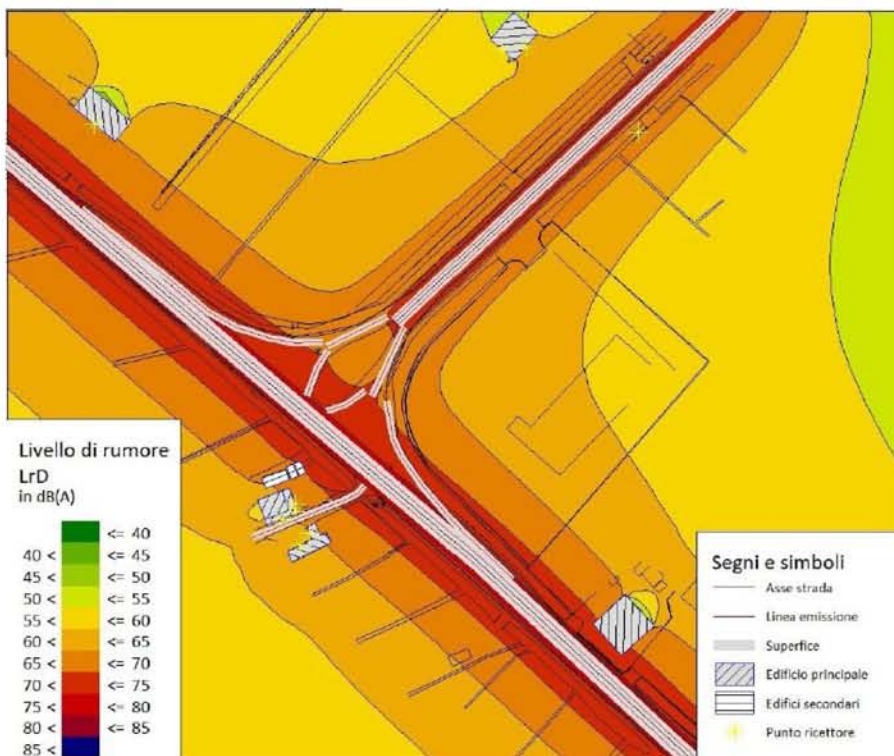 Livello di rumore
LrD
in dB(A)
<= 40
40 < <= 45
45 < <= 50
50 < <= 55
55 < <= 60
60 < <= 65
65 < <= 70
70 < <= 75
75 < <= 80
80 < <= 85
85 <
Segni e simboli
Asse strada
Linea emissione
Superfice
Edificio principale
Edifici secondari
Punto ricettore